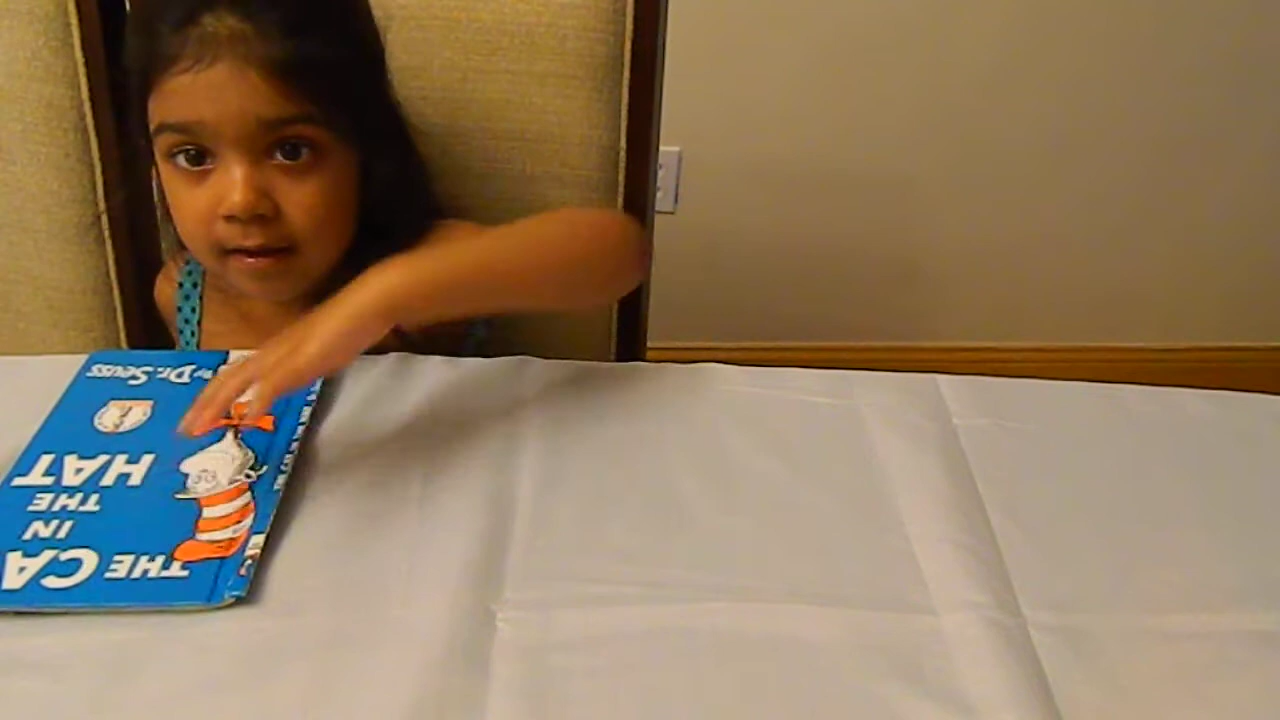 THE CA
IN
THE
HAT
By Dr. Seuss